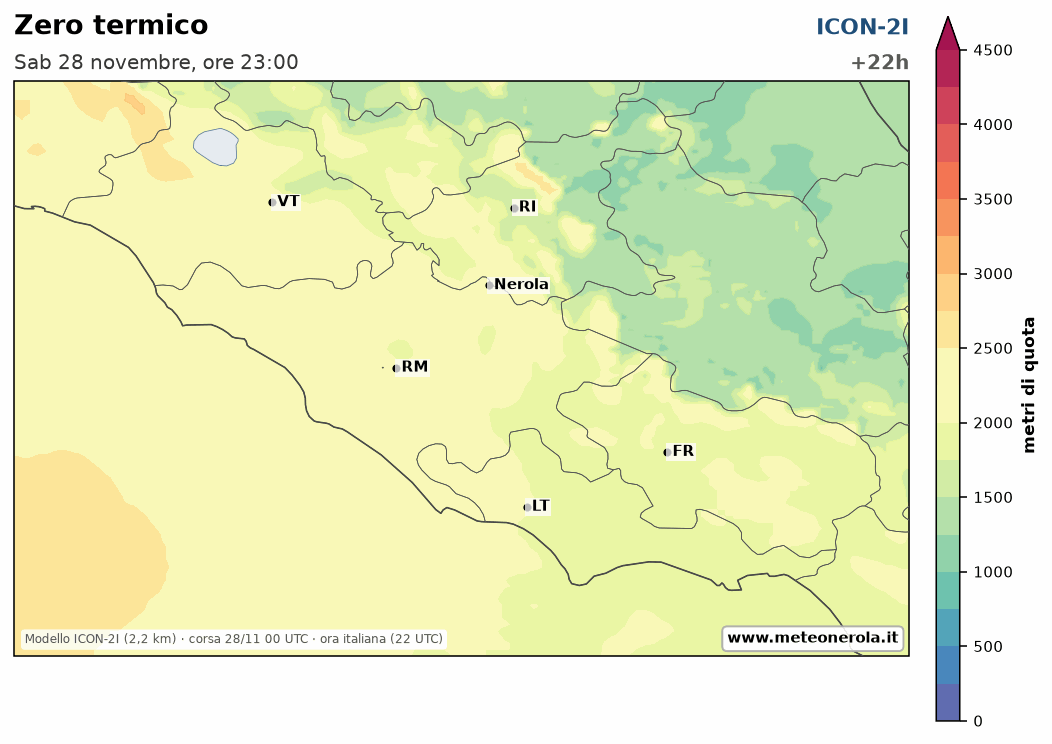 Zero termico
ICON-2I
Sab 28 novembre, ore 23:00
+22h
VT
RI
Nerola
RM
FR
LT
Modello ICON-2I (2,2 km) · corsa 28/11 00 UTC · ora italiana (22 UTC)
www.meteonerola.it
4500
4000
3500
3000
2500
2000
1500
1000
500
0
metri di quota